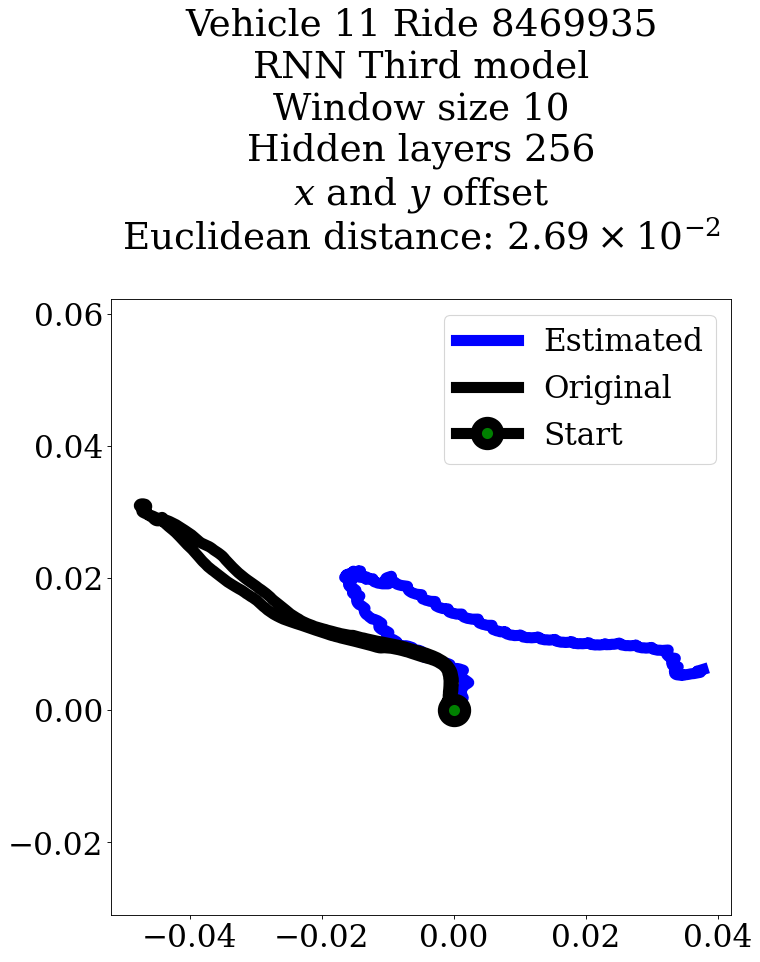 Vehicle 11 Ride 8469935
RNN Third model
Window size 10
Hidden layers 256
x and y offset
Euclidean distance: 2.69 × 10⁻²
Estimated
Original
Start
0.06
0.04
0.02
0.00
−0.02
−0.04 −0.02 0.00 0.02 0.04